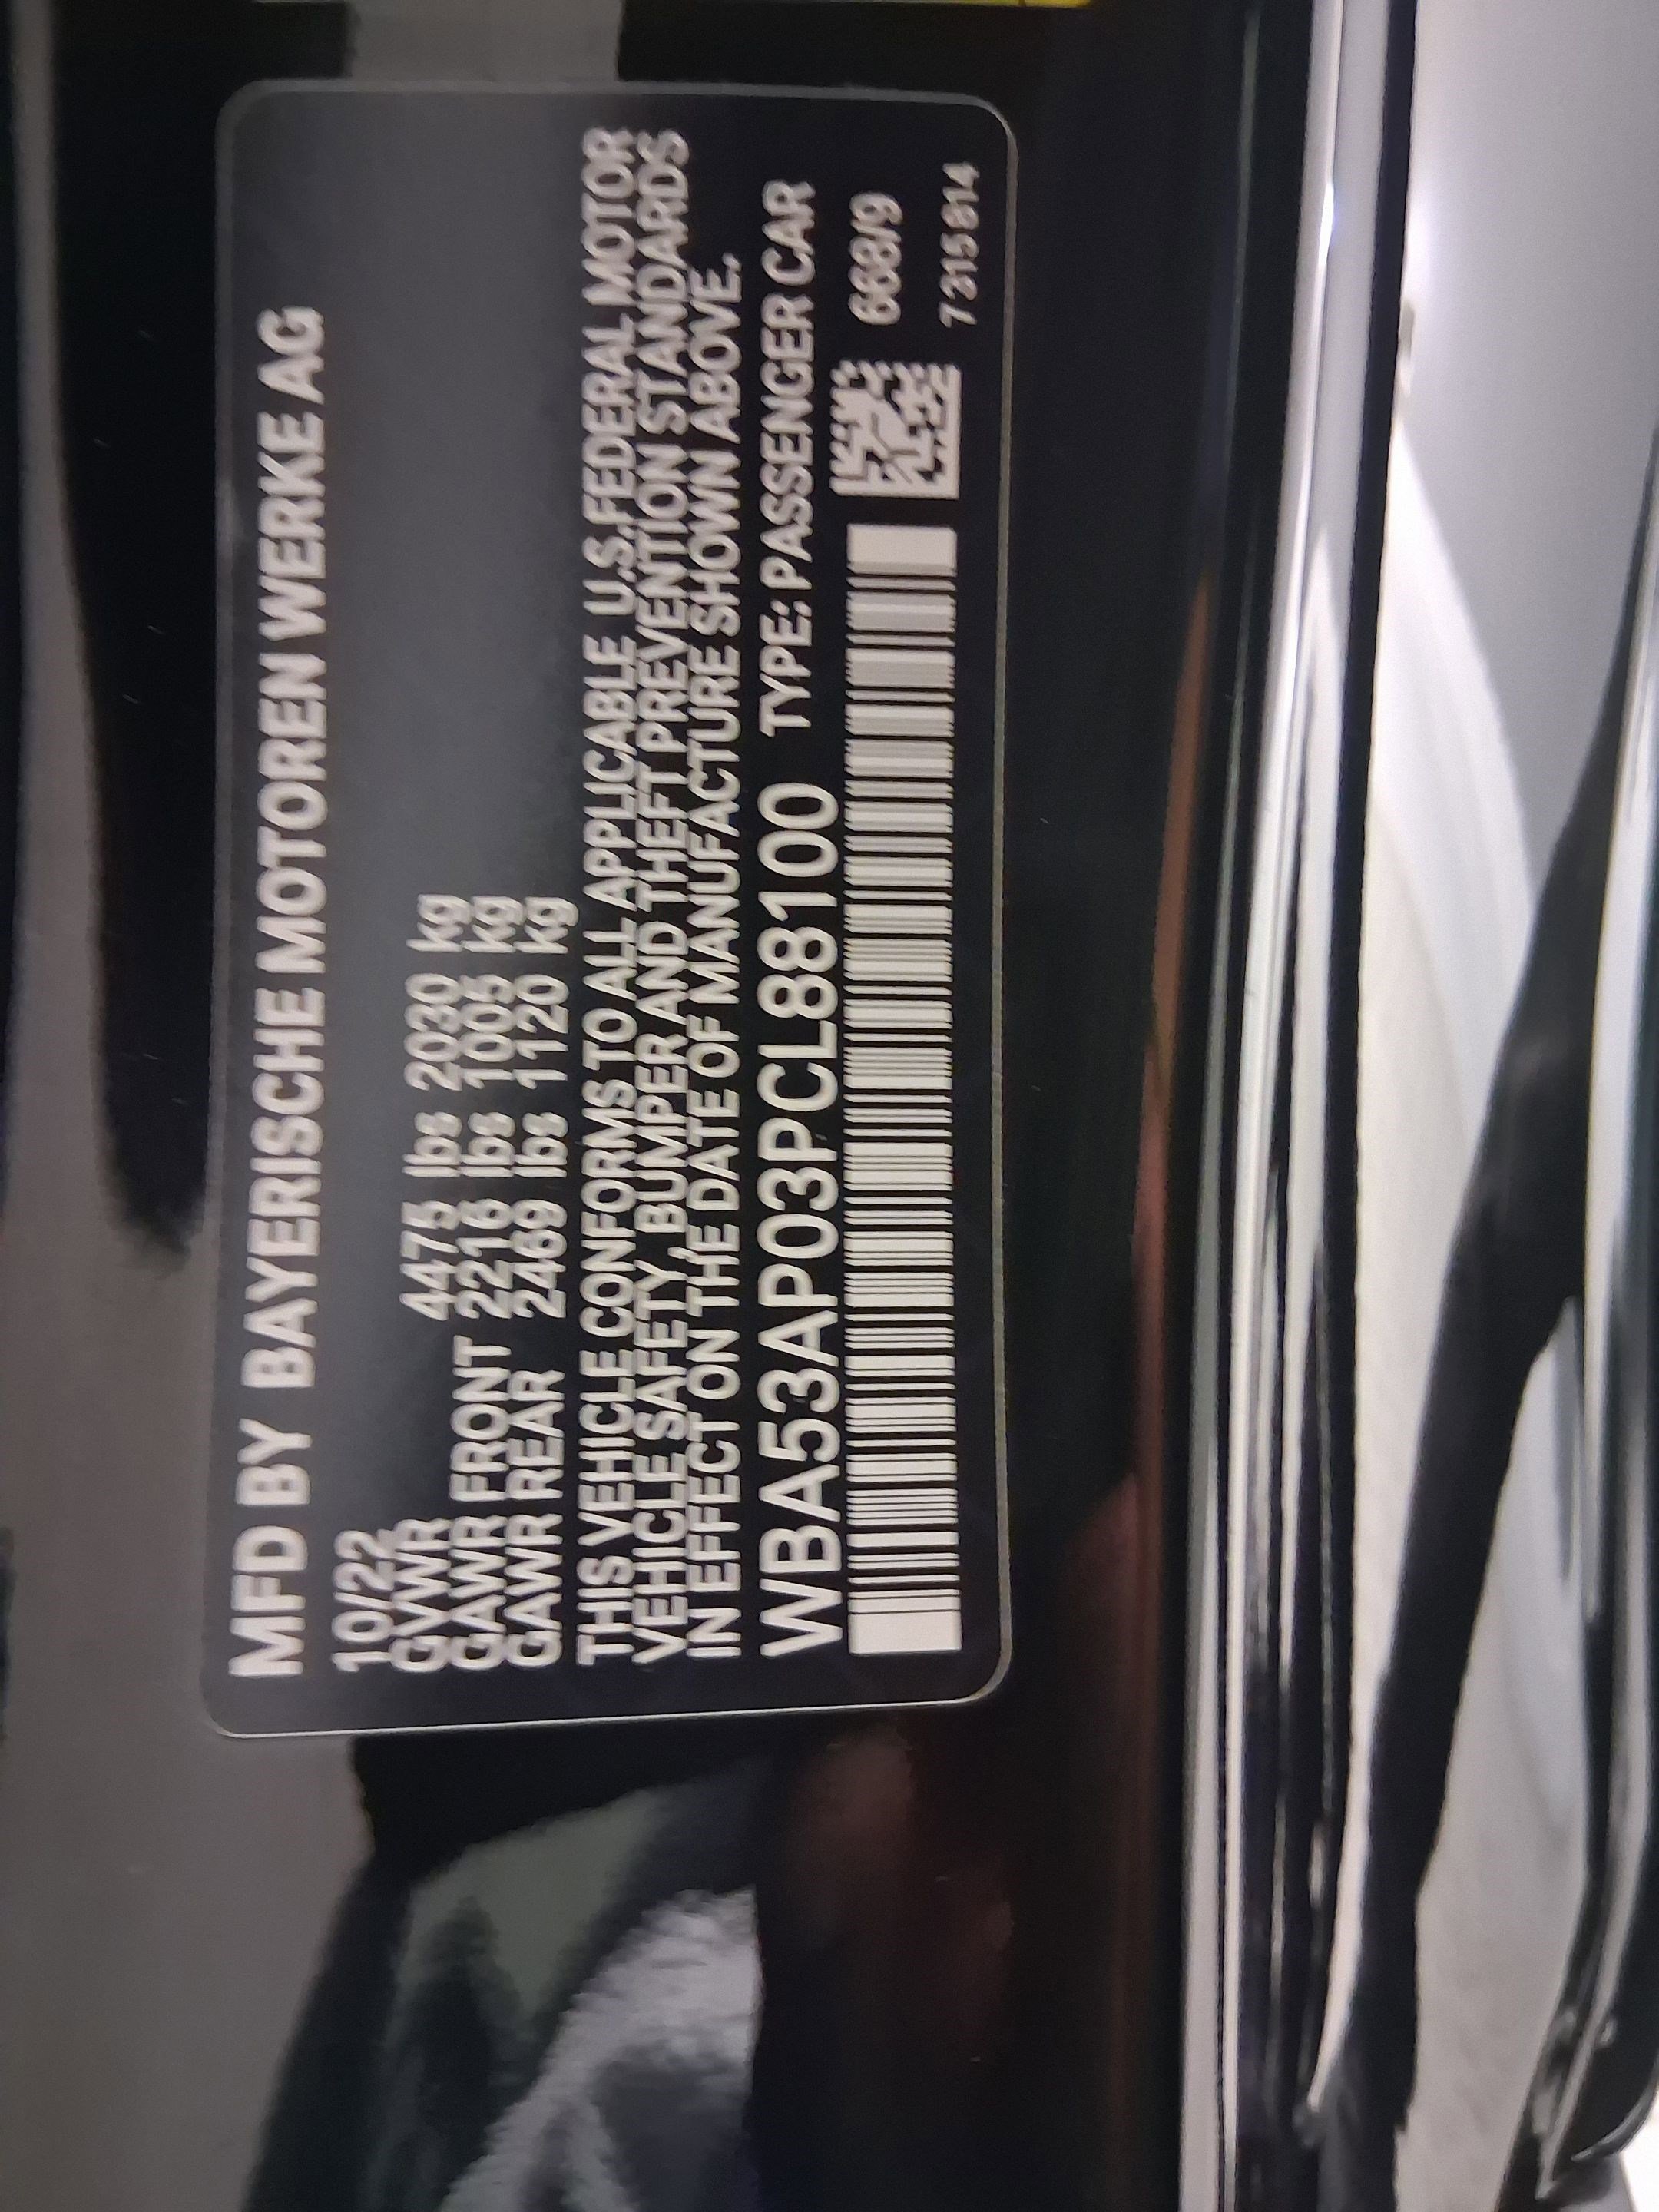 MFD BY BAYERISCHE MOTOREN WERKE AG
10/22
GVWR 4475 lbs 2030 kg
GAWR FRONT 2216 lbs 1005 kg
GAWR REAR 2469 lbs 1120 kg
THIS VEHICLE CONFORMS TO ALL APPLICABLE U.S.FEDERAL MOTOR
VEHICLE SAFETY, BUMPER AND THEFT PREVENTION STANDARDS
IN EFFECT ON THE DATE OF MANUFACTURE SHOWN ABOVE.
WBA53AP03PCL88100 TYPE: PASSENGER CAR
668/9
7315814